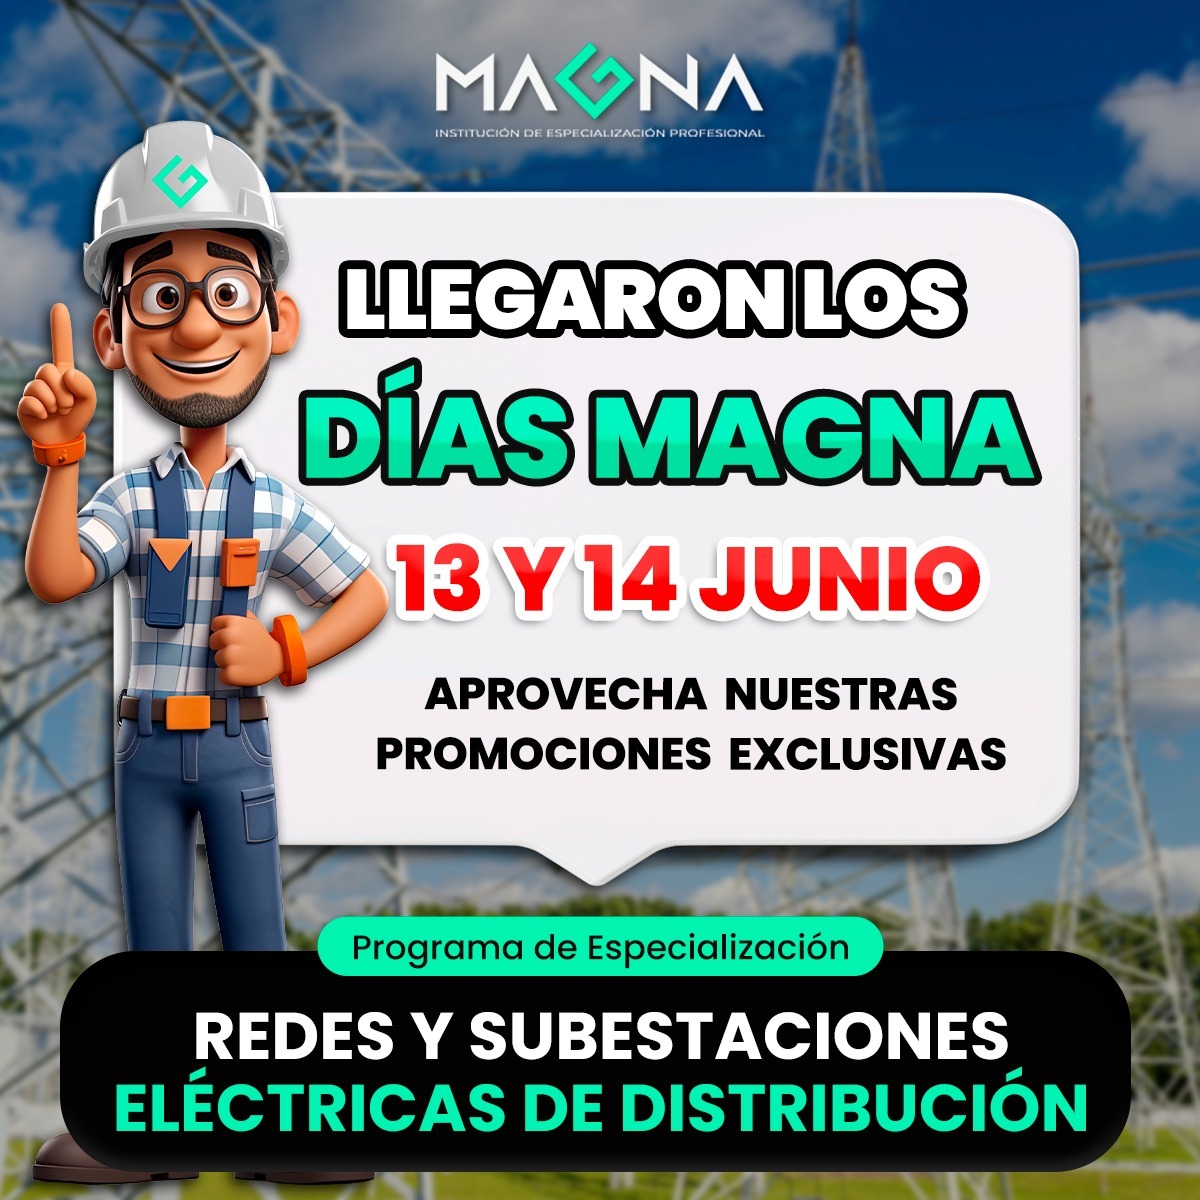 MAGNA
INSTITUCIÓN DE ESPECIALIZACIÓN PROFESIONAL
LLEGARON LOS
DÍAS MAGNA
13 Y 14 JUNIO
APROVECHA NUESTRAS
PROMOCIONES EXCLUSIVAS
Programa de Especialización
REDES Y SUBESTACIONES
ELÉCTRICAS DE DISTRIBUCIÓN